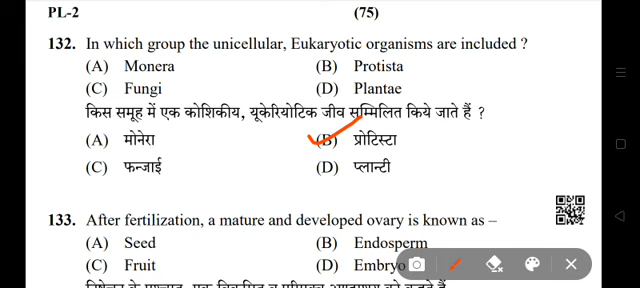 PL-2 (75)
132. In which group the unicellular, Eukaryotic organisms are included ?
(A) Monera (B) Protista
(C) Fungi (D) Plantae
किस समूह में एक कोशिकीय, यूकेरियोटिक जीव सम्मिलित किये जाते हैं ?
(A) मोनेरा (B) प्रोटिस्टा
(C) फन्जाई (D) प्लान्टी
133. After fertilization, a mature and developed ovary is known as –
(A) Seed (B) Endosperm
(C) Fruit (D) Embryo